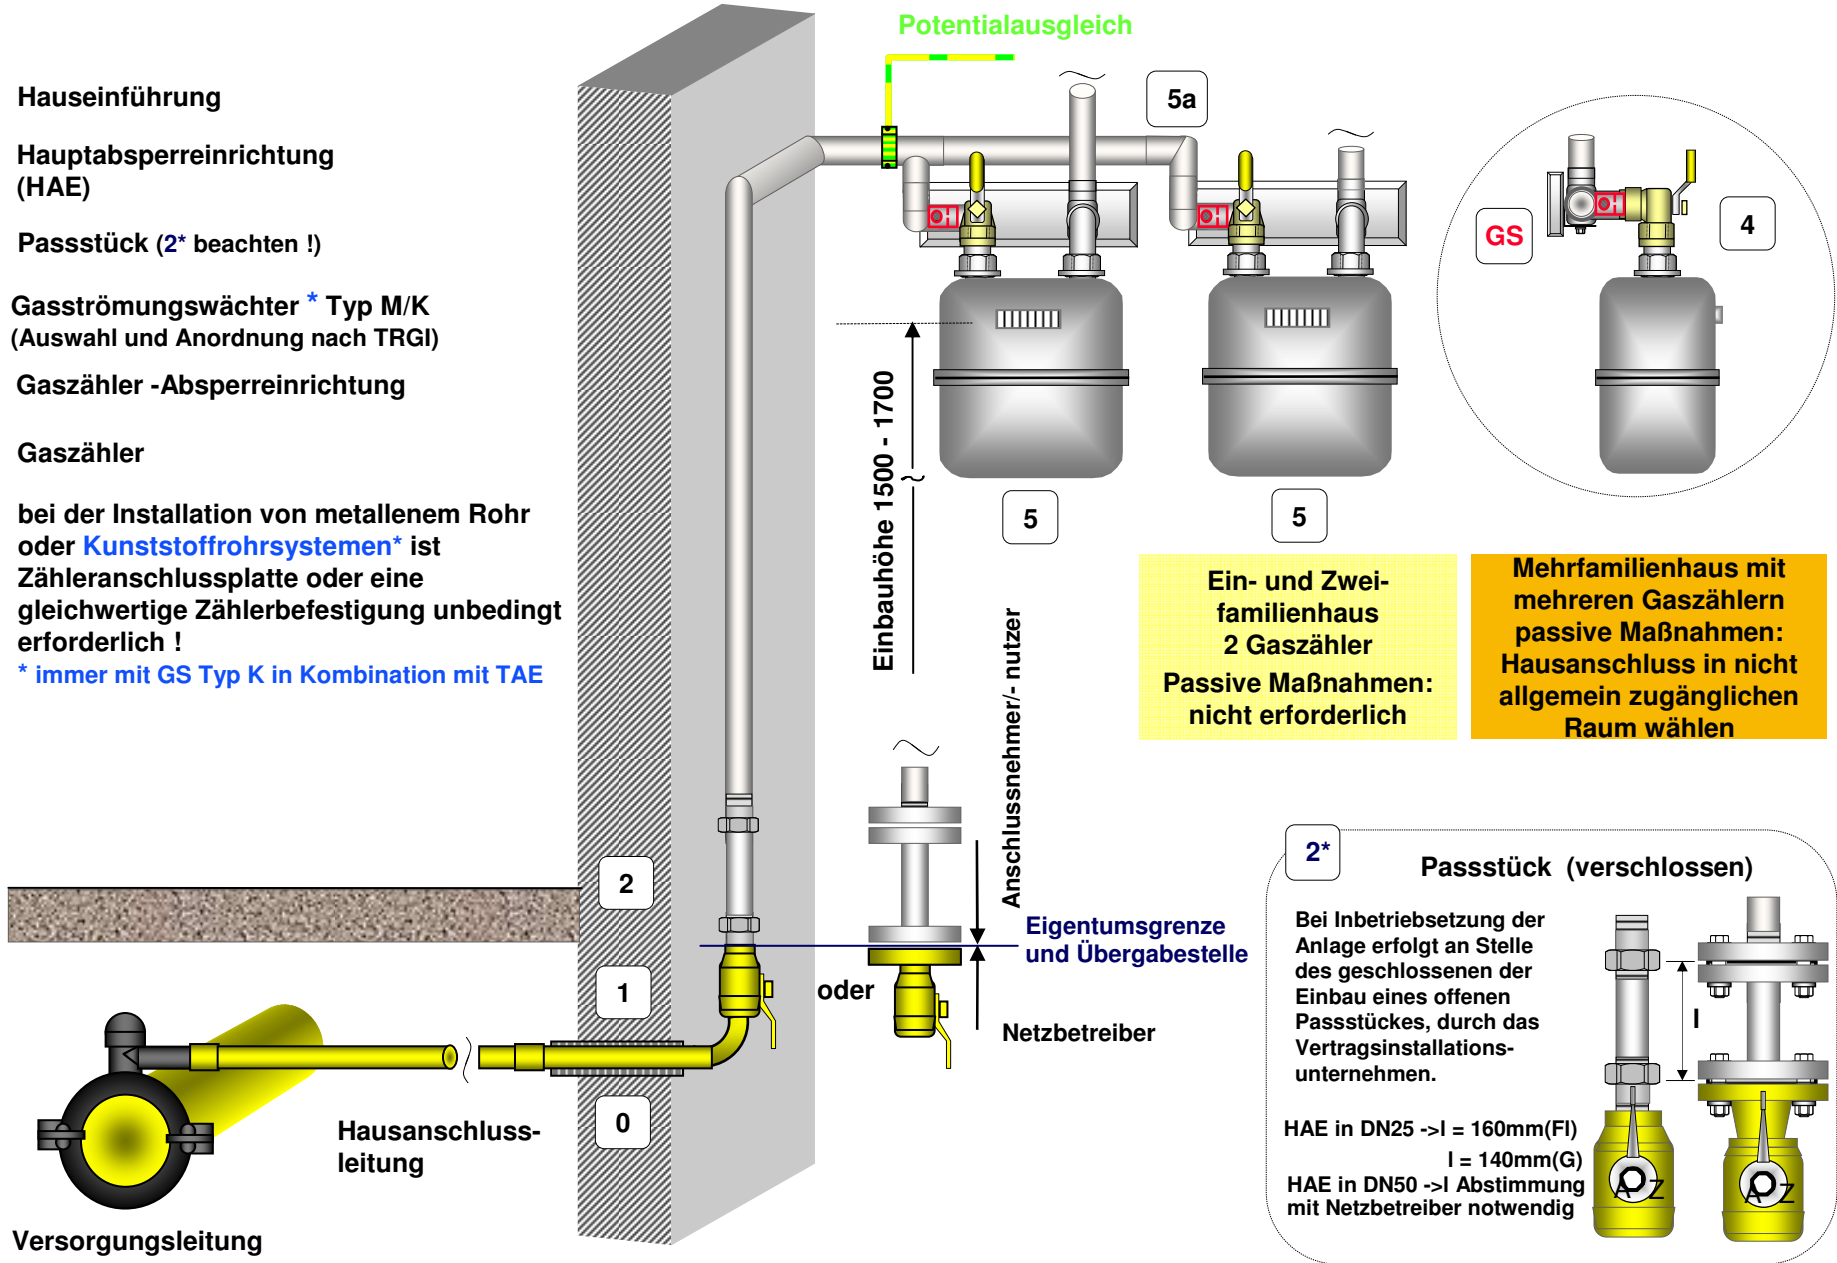 Potentialausgleich
Hauseinführung
Hauptabsperreinrichtung
(HAE)
Passstück (2* beachten !)
Gasströmungswächter * Typ M/K
(Auswahl und Anordnung nach TRGI)
Gaszähler -Absperreinrichtung
Gaszähler
bei der Installation von metallenem Rohr
oder Kunststoffrohrsystemen* ist
Zähleranschlussplatte oder eine
gleichwertige Zählerbefestigung unbedingt
erforderlich !
* immer mit GS Typ K in Kombination mit TAE
5a
GS
4
Einbauhöhe 1500 - 1700
5
5
Ein- und Zwei-
familienhaus
2 Gaszähler
Passive Maßnahmen:
nicht erforderlich
Mehrfamilienhaus mit
mehreren Gaszählern
passive Maßnahmen:
Hausanschluss in nicht
allgemein zugänglichen
Raum wählen
Anschlussnehmer/- nutzer
2
Eigentumsgrenze
und Übergabestelle
1
oder
Netzbetreiber
0
Hausanschluss-
leitung
Versorgungsleitung
2*
Passstück (verschlossen)
Bei Inbetriebsetzung der
Anlage erfolgt an Stelle
des geschlossenen der
Einbau eines offenen
Passstückes, durch das
Vertragsinstallations-
unternehmen.
l
HAE in DN25 ->l = 160mm(Fl)
l = 140mm(G)
HAE in DN50 ->l Abstimmung
mit Netzbetreiber notwendig
A Z
A Z